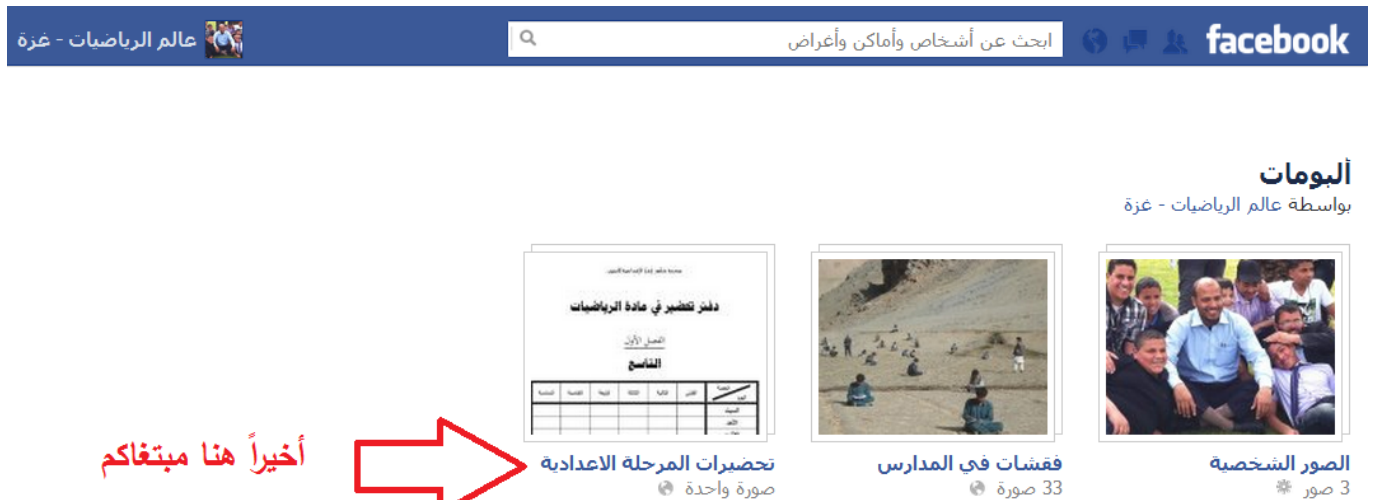 facebook
ابحث عن أشخاص وأماكن وأغراض
عالم الرياضيات - غزة
ألبومات
بواسطة عالم الرياضيات - غزة
دفتر تحضير في مادة الرياضيات
الفصل الأول
التاسع
الصور الشخصية
3 صور
فقشات في المدارس
33 صورة
تحضيرات المرحلة الاعدادية
صورة واحدة
أخيراً هنا مبتغاكم